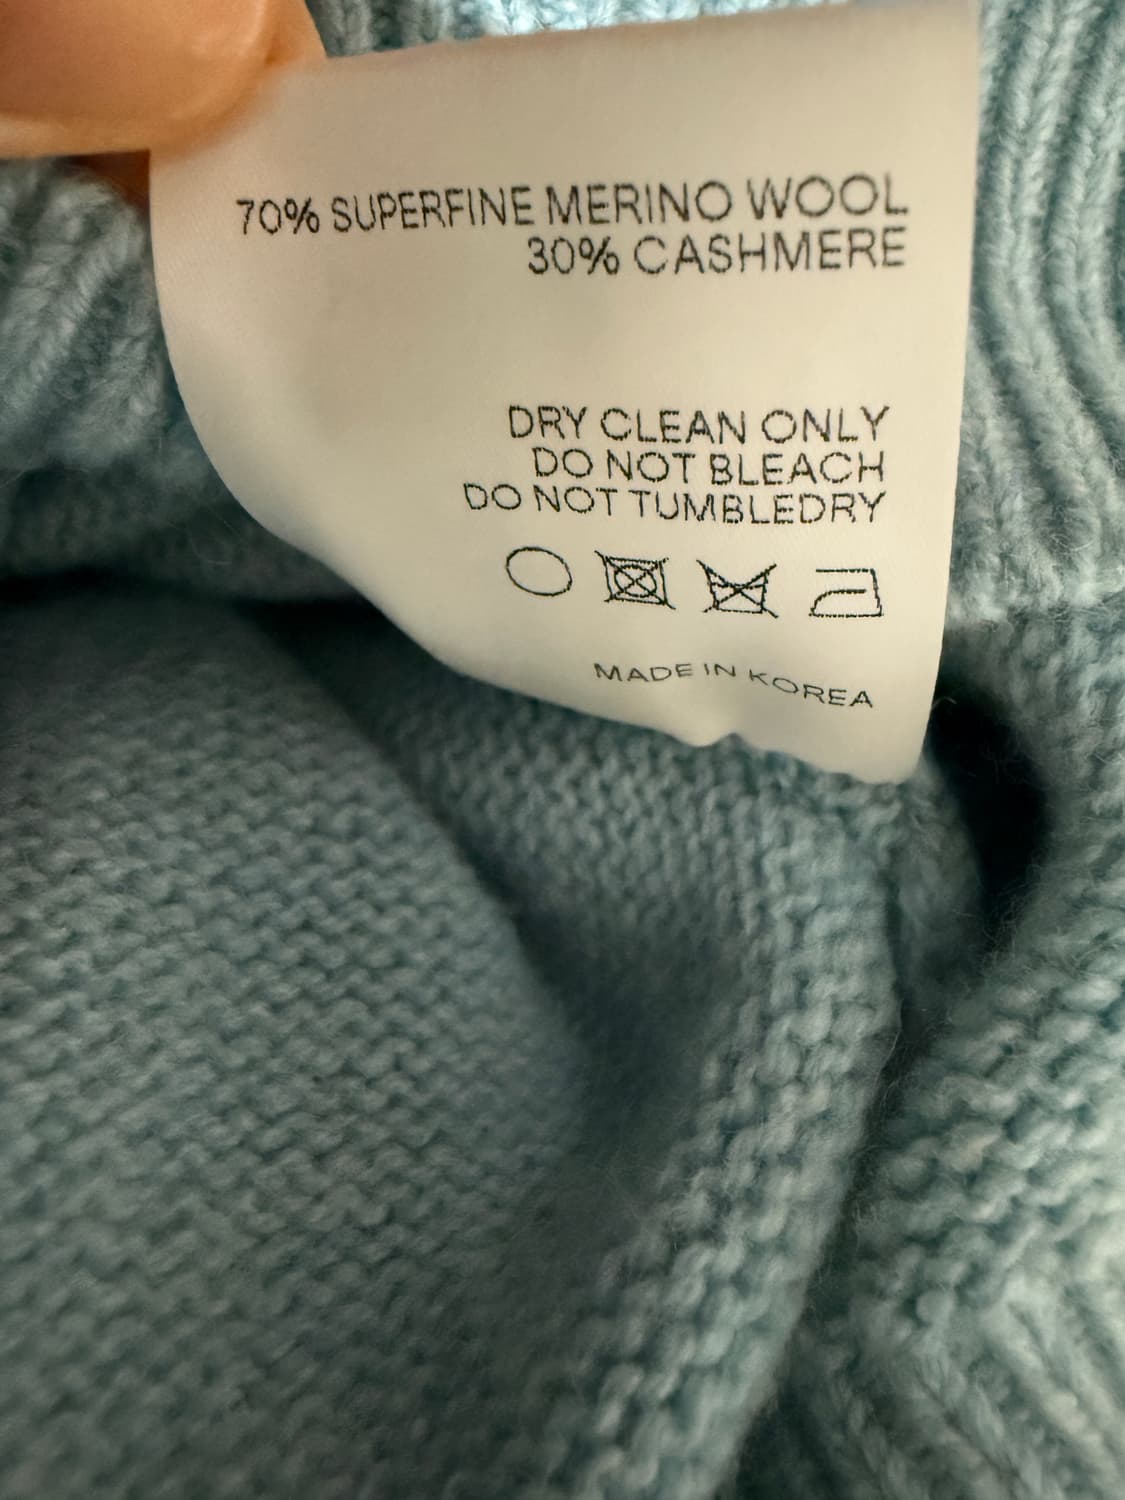 70% SUPERFINE MERINO WOOL
30% CASHMERE
DRY CLEAN ONLY
DO NOT BLEACH
DO NOT TUMBLEDRY
MADE IN KOREA